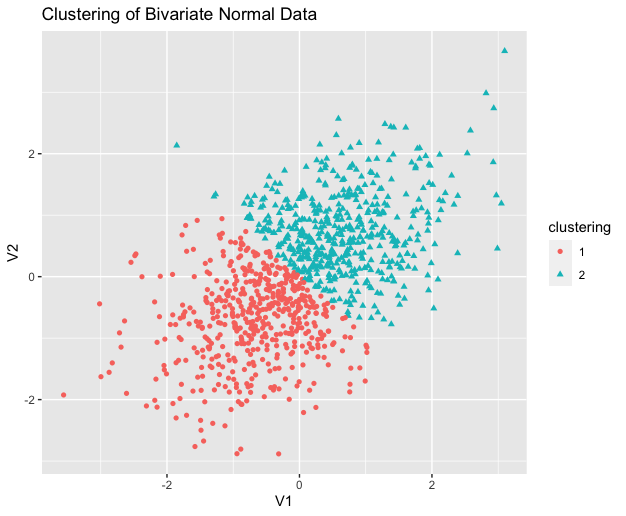 Clustering of Bivariate Normal Data
V2
2
0
-2
-2
0
2
V1
clustering
1
2